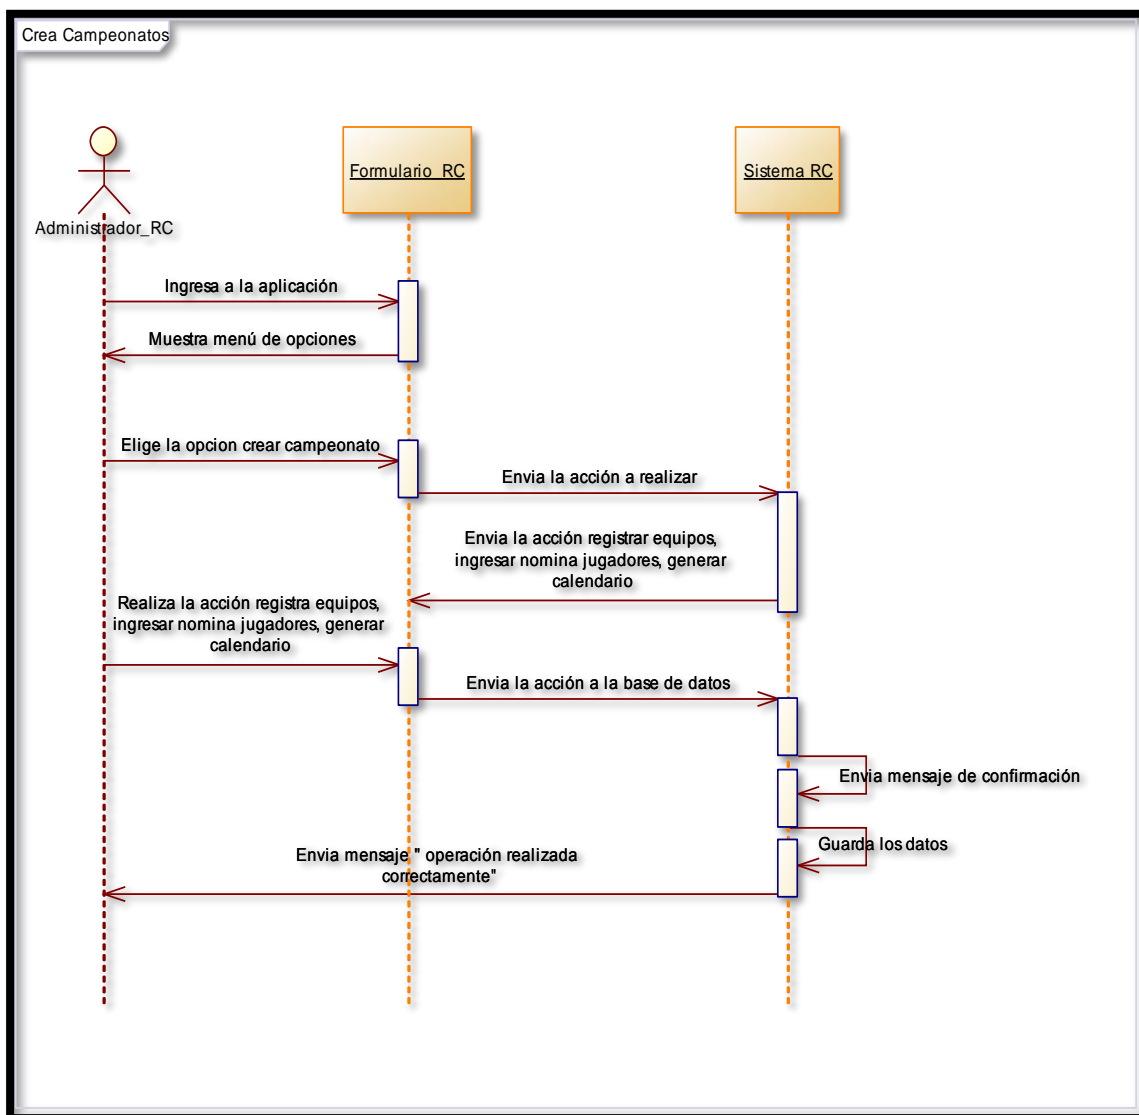 Crea Campeonatos
Formulario_RC
Sistema RC
Administrador_RC
Ingresa a la aplicación
Muestra menú de opciones
Elige la opcion crear campeonato
Envia la acción a realizar
Envia la acción registrar equipos,
ingresar nomina jugadores, generar
calendario
Realiza la acción registra equipos,
ingresar nomina jugadores, generar
calendario
Envia la acción a la base de datos
Envia mensaje de confirmación
Guarda los datos
Envia mensaje " operación realizada
correctamente"